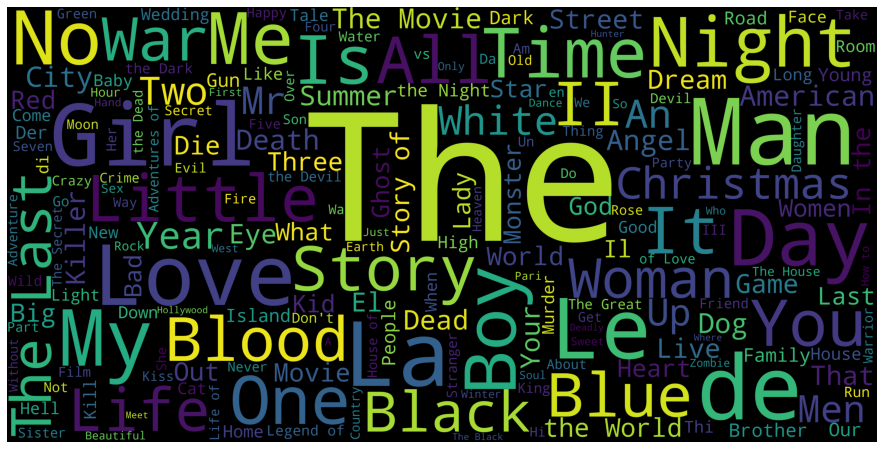 No
War
Me
Is
All
Time
Night
The Movie
Dark
Street
Road
Face
Take
Green
Wedding
Tale
Happy
Four
Water
Baby
Hour
Like
Over
vs
Am
Only
Old
Da
Hunter
Room
City
Two
Gun
Mr
Summer
the Night
Star
en
Dream
II
Long
Young
Red
Come
Der
Seven
Moon
Her
Hand
Secret
First
Five
Son
the Dark
the Dead
Adventures of
Girl
Die
Death
Evil
The
White
We
Dance
So
Thing
Un
Devil
An
Angel
American
Man
Daughter
Party
In the
di
Crazy
Crime
Go
Sex
Way
Adventure
The Secret
Little
Three
the Devil
Fire
Wa
Ghost
Story of
Lady
Monster
Heaven
Do
God
Rose
Good
Christmas
Women
Who
III
It
Day
How to
Last
Killer
New
Rock
West
Year
Eye
What
Just
Earth
High
World
Il
of Love
The House
Game
Wild
Light
Bad
Love
Story
Pari
Murder
Woman
The Great
Friend
You
Warrior
Big
Part
Down
Hollywood
Island
Kid
Don't
El
People
When
Boy
Your
Le
Get
Deadly
Sweet
Up
Where
Dog
Last
The
My
Blood
House of
Dead
La
Stranger
Live
Zombie
Family
House
Without
Film
Not
Kill
Kiss
Out
She
Cat
Never
Movie
A
About
Soul
King
Heart
That
Run
Life
One
Black
Winter
Blue
de
Men
Hell
Sister
Meet
Beautiful
Life of
Home
Legend of
Country
The Black
Hi
the World
Thi
Brother
Our